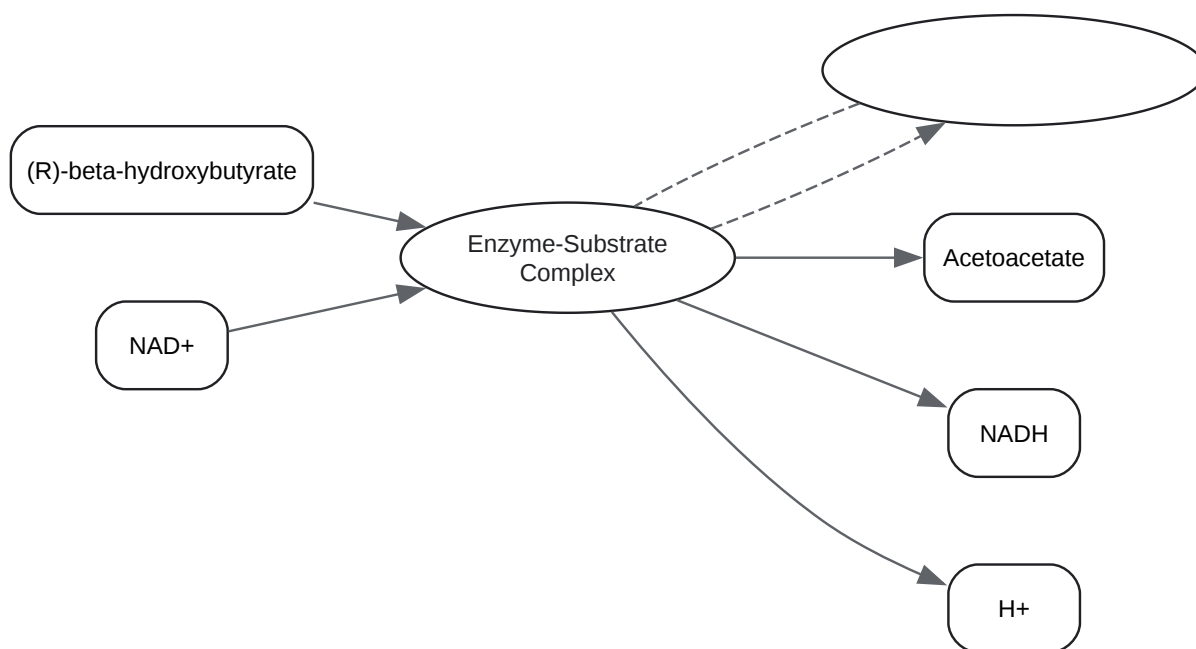 (R)-beta-hydroxybutyrate
Enzyme-Substrate
Complex
Acetoacetate
NAD+
NADH
H+